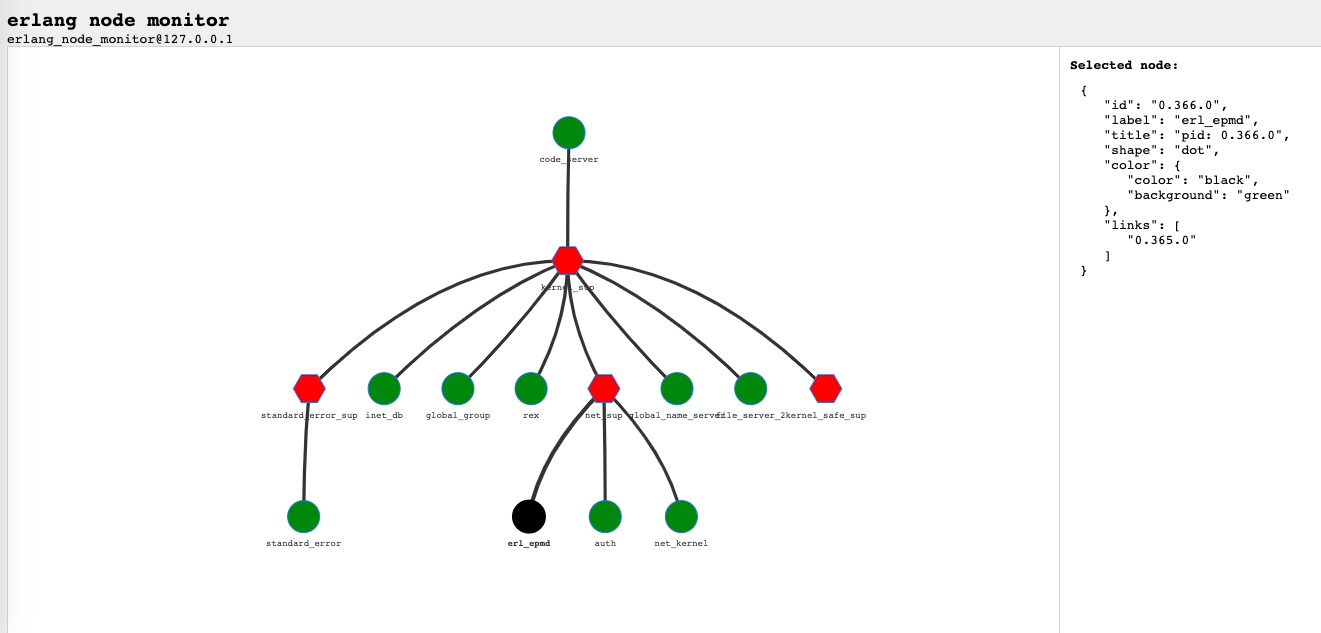 erlang node monitor
erlang_node_monitor@127.0.0.1
Selected node:
{
"id": "0.366.0",
"label": "erl_epmd",
"title": "pid: 0.366.0",
"shape": "dot",
"color": {
"color": "black",
"background": "green"
},
"links": [
"0.365.0"
]
}
code_server
kernel_sup
standard_error_sup inet_db global_group rex net_sup global_name_server file_server_2 kernel_safe_sup
standard_error erl_epmd auth net_kernel